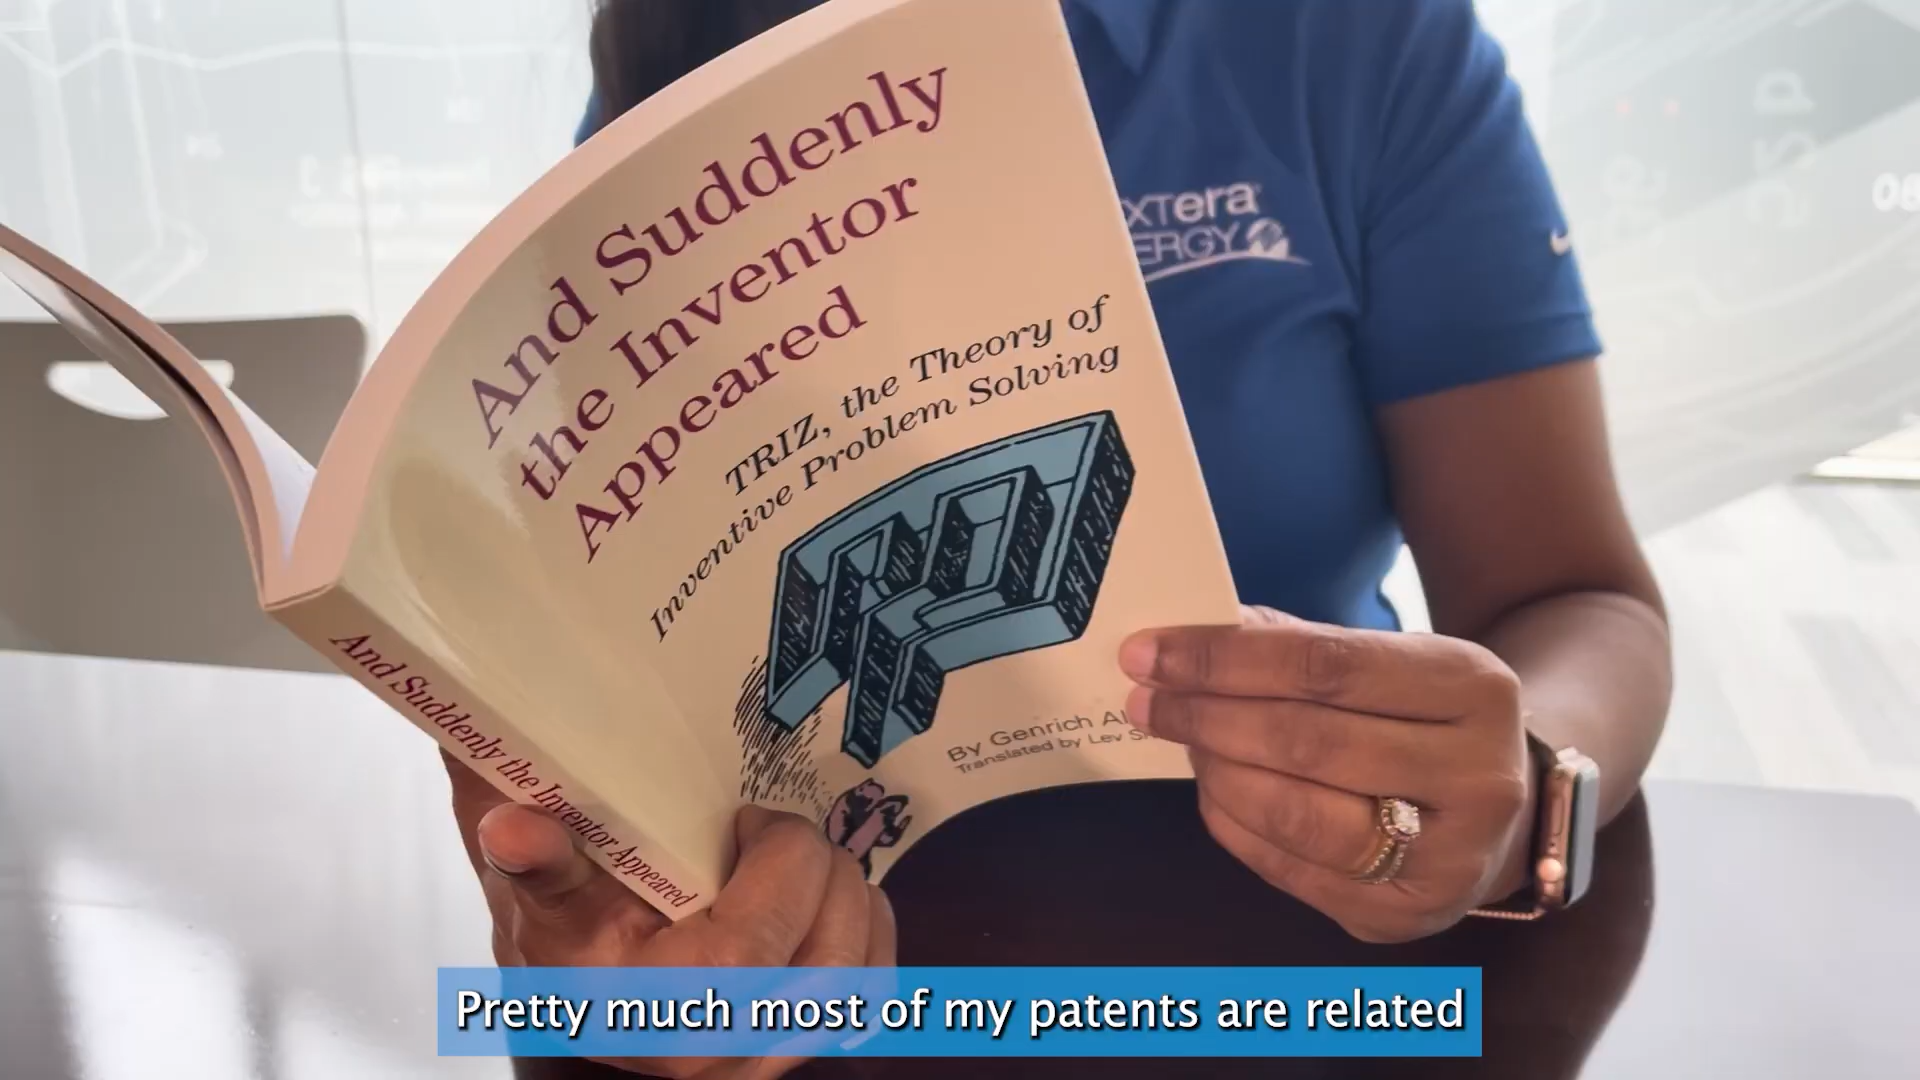 And Suddenly
the Inventor
Appeared
TRIZ, the Theory of
Inventive Problem Solving
By Genrich
Translated by Lev
And Suddenly the Inventor Appeared
XTera
ERGY
Pretty much most of my patents are related